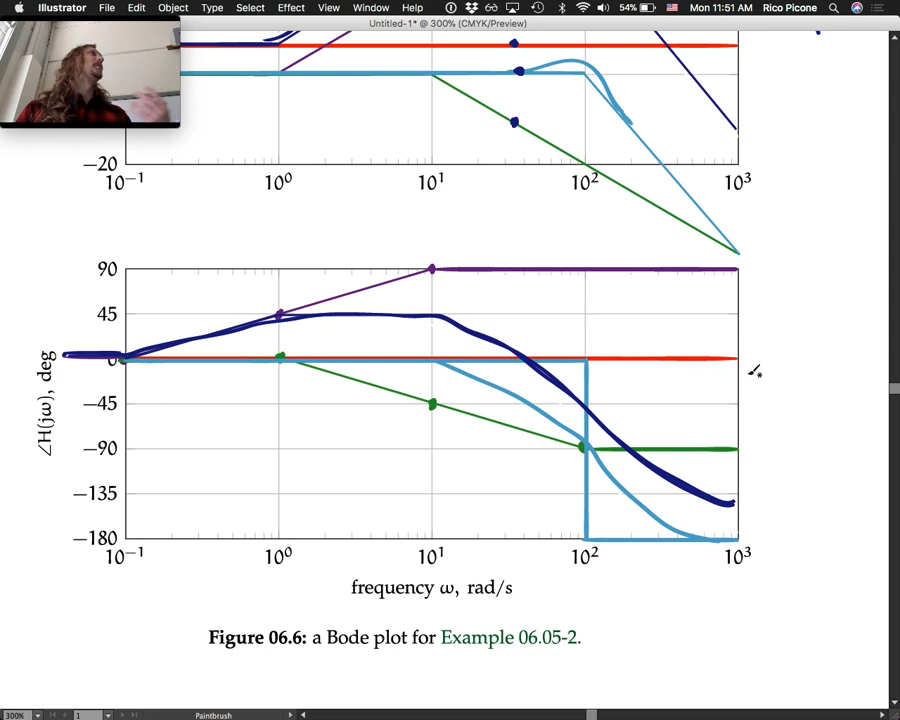 Illustrator File Edit Object Type Select Effect View Window Help 54% Mon 11:51 AM Rico Picone
Untitled-1* @ 300% (CMYK/Preview)
−20
10⁻¹ 10⁰ 10¹ 10² 10³
90
45
0
−45
−90
−135
−180
∠H(jω), deg
10⁻¹ 10⁰ 10¹ 10² 10³
frequency ω, rad/s
Figure 06.6: a Bode plot for Example 06.05-2.
300% 1 Paintbrush